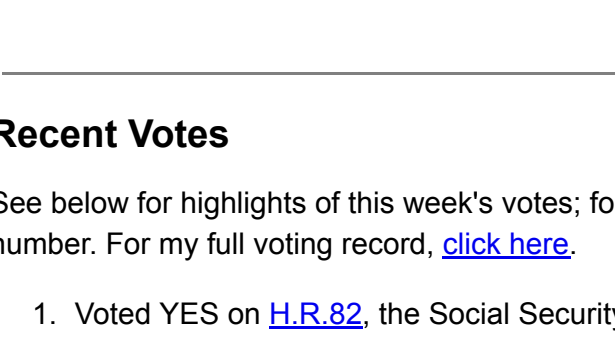 Recent Votes
See below for highlights of this week's votes; fo
number. For my full voting record, click here.
1. Voted YES on H.R.82, the Social Security